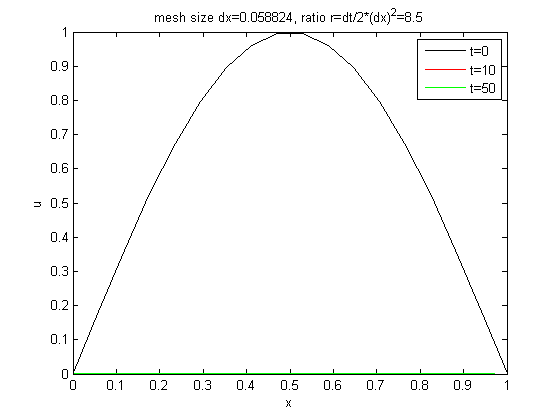 mesh size dx=0.058824, ratio r=dt/2*(dx)²=8.5
1
0.9
0.8
0.7
0.6
0.5
0.4
0.3
0.2
0.1
0
u
t=0
t=10
t=50
0 0.1 0.2 0.3 0.4 0.5 0.6 0.7 0.8 0.9 1
x